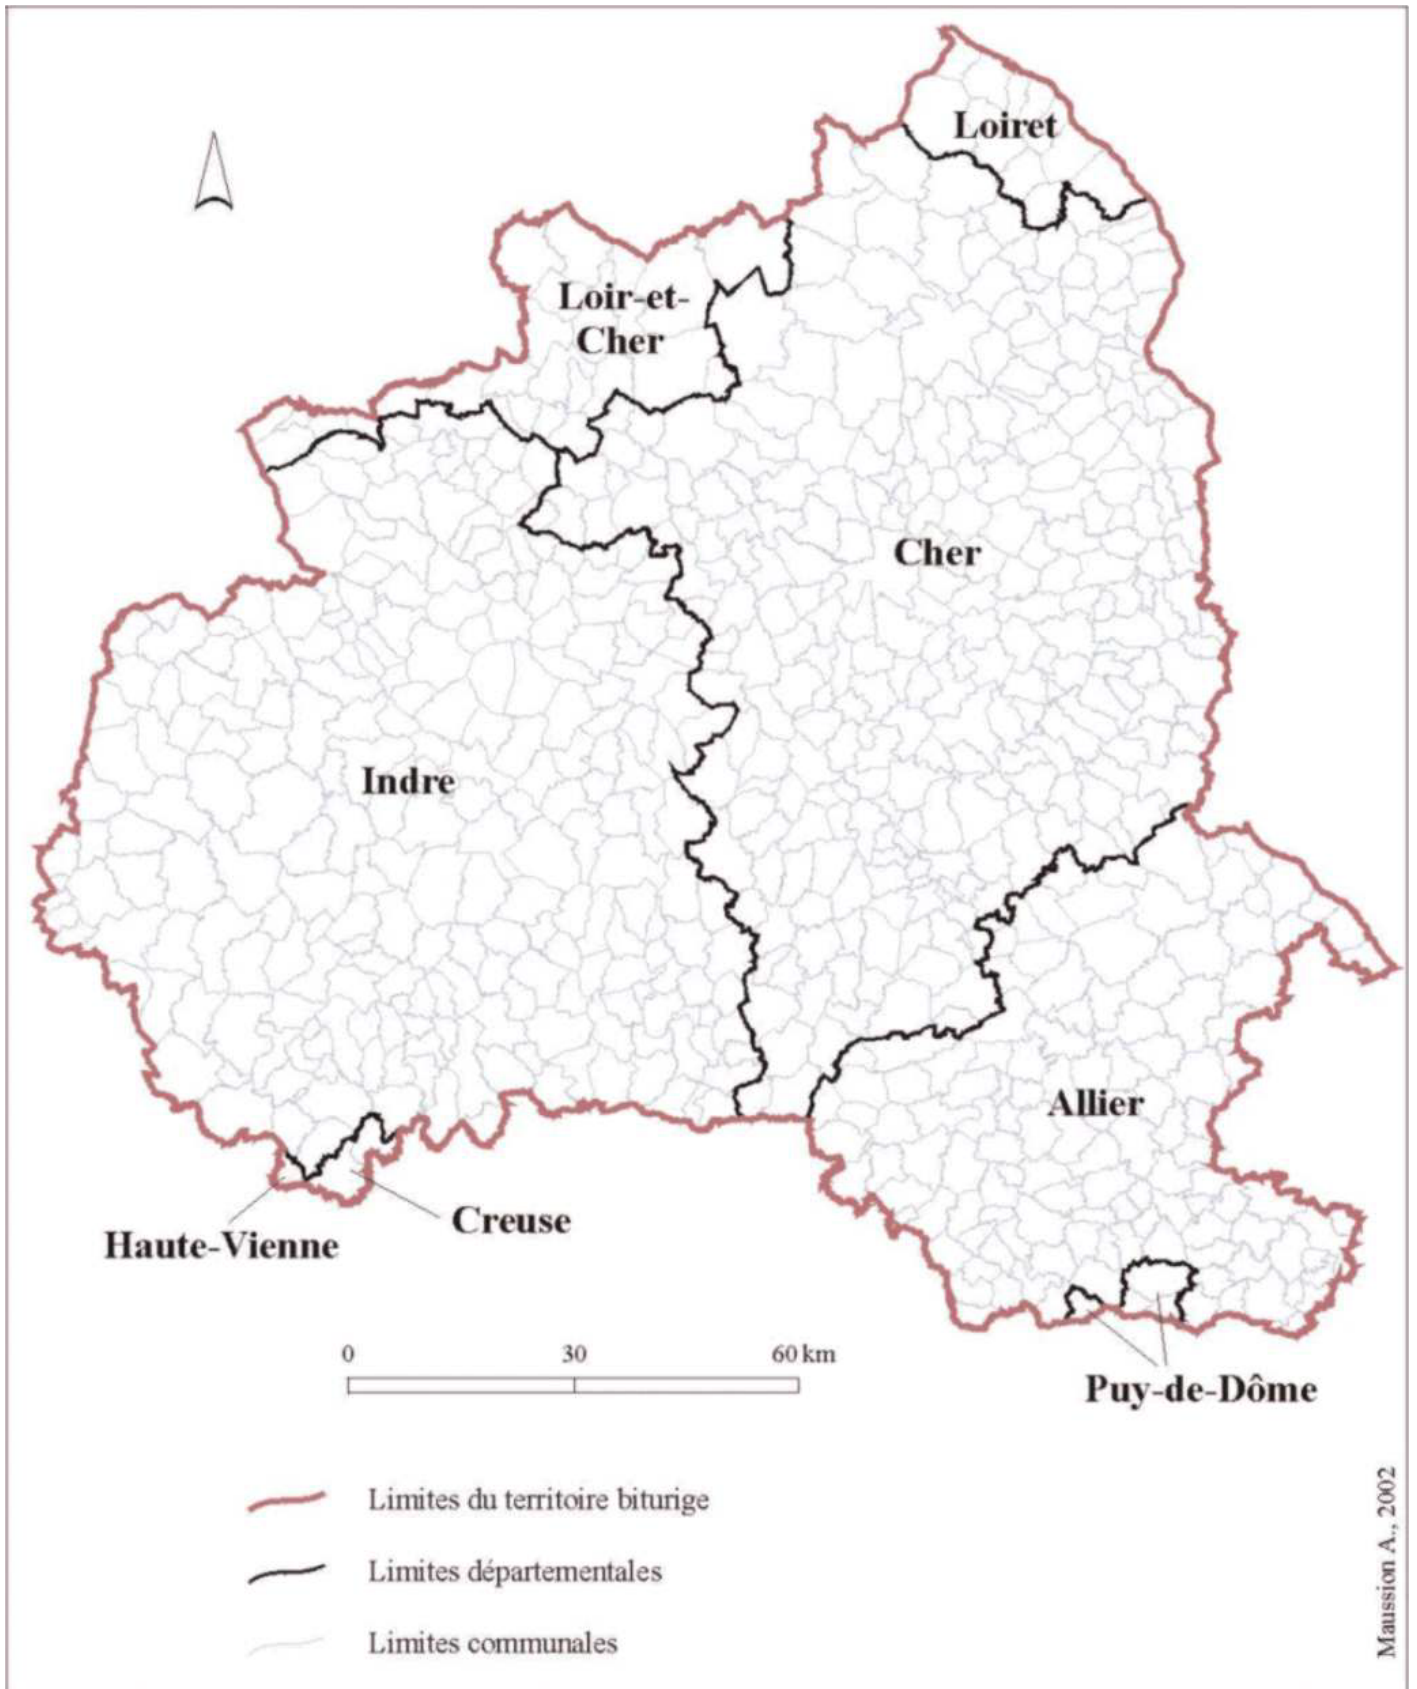 Loiret
Loir-et-
Cher
Cher
Indre
Allier
Creuse
Haute-Vienne
0 30 60 km
Puy-de-Dôme
Limites du territoire biturige
Limites départementales
Limites communales
Maussion A., 2002